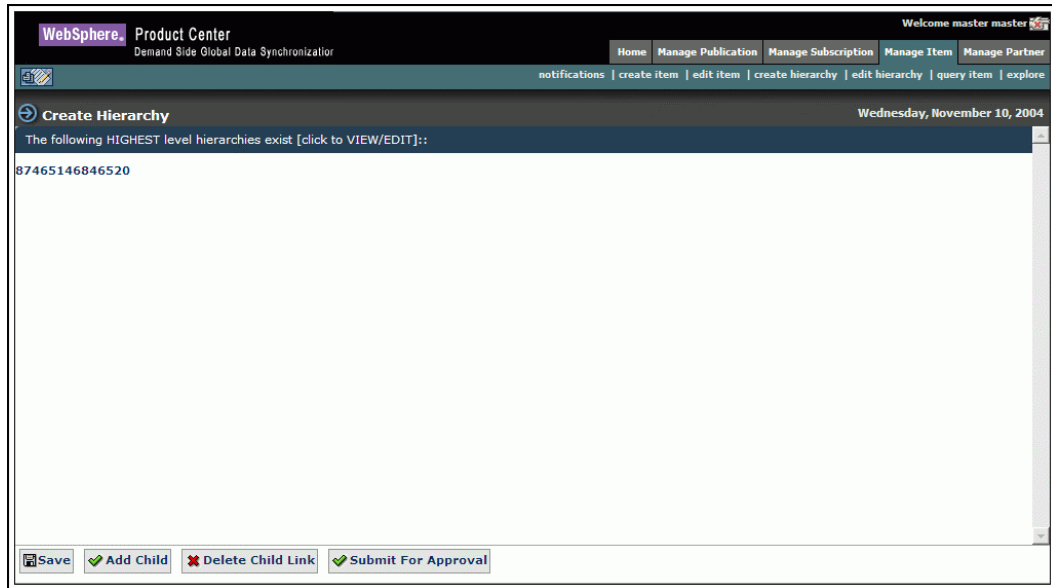 Welcome master master
WebSphere. Product Center
Demand Side Global Data Synchronization
Home Manage Publication Manage Subscription Manage Item Manage Partner
notifications | create item | edit item | create hierarchy | edit hierarchy | query item | explore
Create Hierarchy Wednesday, November 10, 2004
The following HIGHEST level hierarchies exist [click to VIEW/EDIT]::
87465146846520
Save Add Child Delete Child Link Submit For Approval